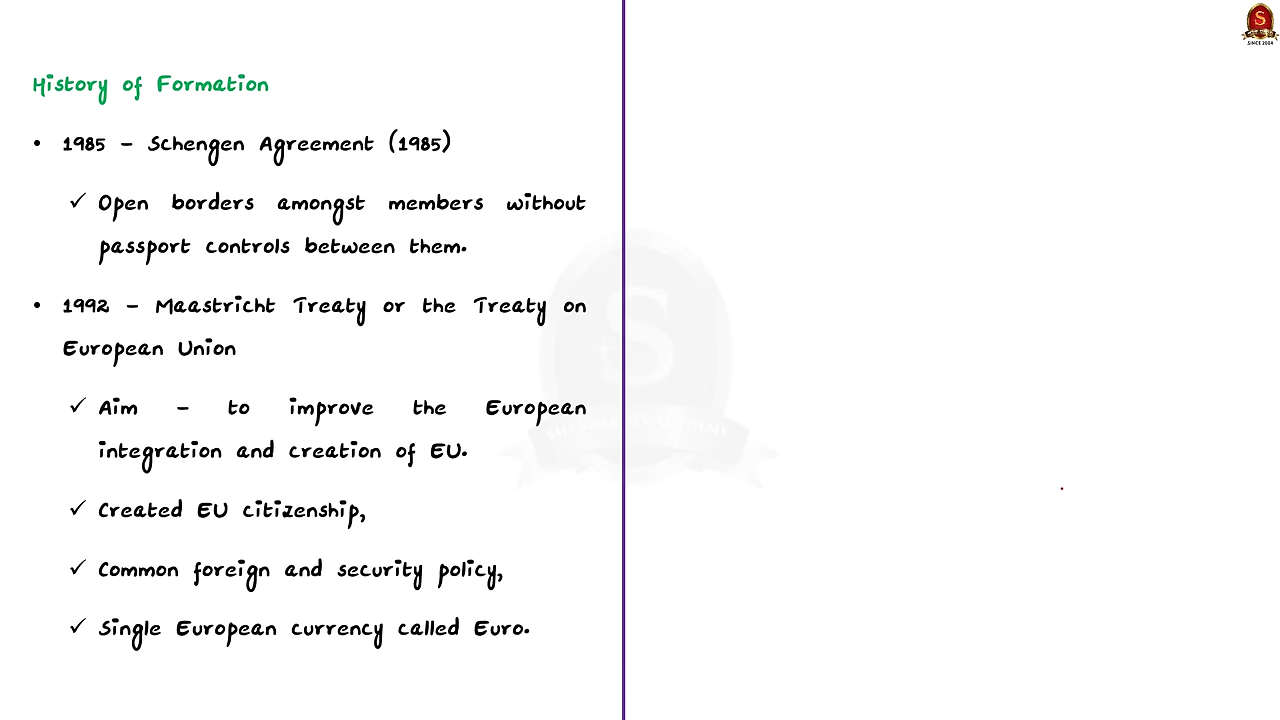 History of Formation
• 1985 – Schengen Agreement (1985)
✓ Open borders amongst members without
passport controls between them.
• 1992 – Maastricht Treaty or the Treaty on
European Union
✓ Aim – to improve the European
integration and creation of EU.
✓ Created EU citizenship,
✓ Common foreign and security policy,
✓ Single European currency called Euro.
S
SINCE 2004
S